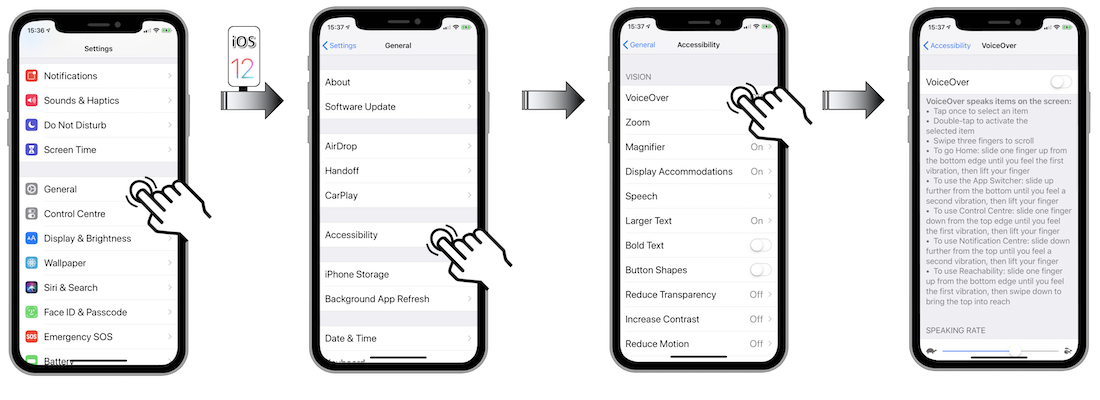 15:36
Settings
Notifications
Sounds & Haptics
Do Not Disturb
Screen Time
General
Control Centre
Display & Brightness
AA
Wallpaper
Siri & Search
Face ID & Passcode
SOS
Emergency SOS
Battery
iOS
12
15:37
Settings
General
About
Software Update
AirDrop
Handoff
CarPlay
Accessibility
iPhone Storage
Background App Refresh
Date & Time
Keyboard
15:37
General
Accessibility
VISION
VoiceOver
Zoom
Magnifier On
Display Accommodations On
Speech
Larger Text On
Bold Text
Button Shapes
Reduce Transparency Off
Increase Contrast Off
Reduce Motion Off
15:37
Accessibility
VoiceOver
VoiceOver
VoiceOver speaks items on the screen:
• Tap once to select an item
• Double-tap to activate the
selected item
• Swipe three fingers to scroll
• To go Home: slide one finger up from
the bottom edge until you feel the first
vibration, then lift your finger
• To use the App Switcher: slide up
further from the bottom until you feel a
second vibration, then lift your finger
• To use Control Centre: slide one finger
down from the top edge until you feel
the first vibration, then lift your finger
• To use Notification Centre: slide down
further from the top until you feel a
second vibration, then lift your finger
• To use Reachability: slide one finger
up from the bottom edge until you feel
the first vibration, then swipe down to
bring the top into reach
SPEAKING RATE